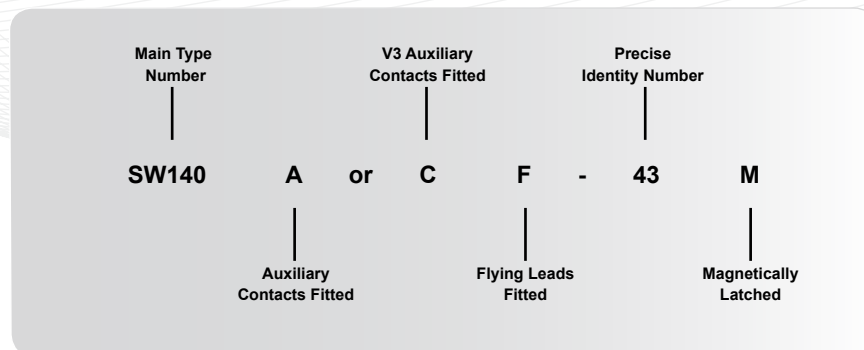 Main Type
Number
V3 Auxiliary
Contacts Fitted
Precise
Identity Number
SW140 A or C F - 43 M
Auxiliary
Contacts Fitted
Flying Leads
Fitted
Magnetically
Latched